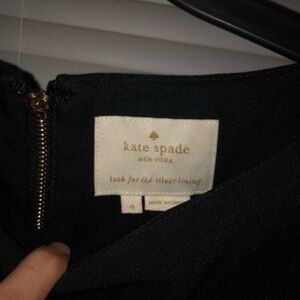 kate spade
NEW YORK
look for the silver lining